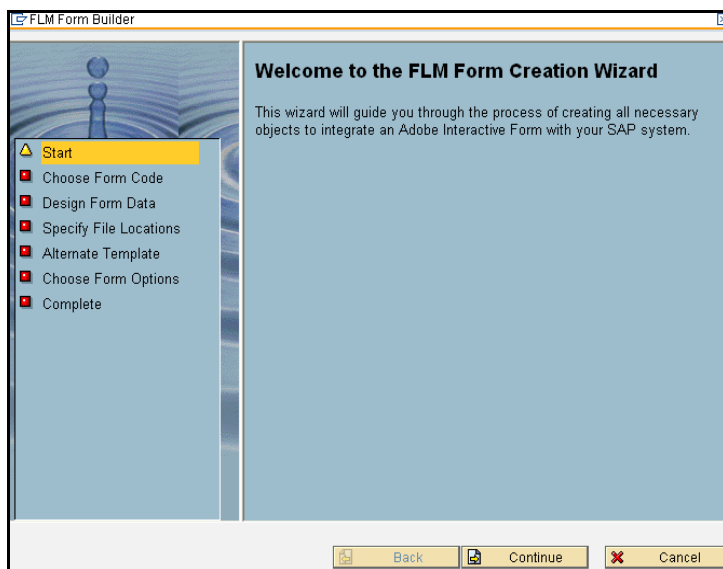 FLM Form Builder
Welcome to the FLM Form Creation Wizard
This wizard will guide you through the process of creating all necessary
objects to integrate an Adobe Interactive Form with your SAP system.
Start
Choose Form Code
Design Form Data
Specify File Locations
Alternate Template
Choose Form Options
Complete
Back
Continue
Cancel